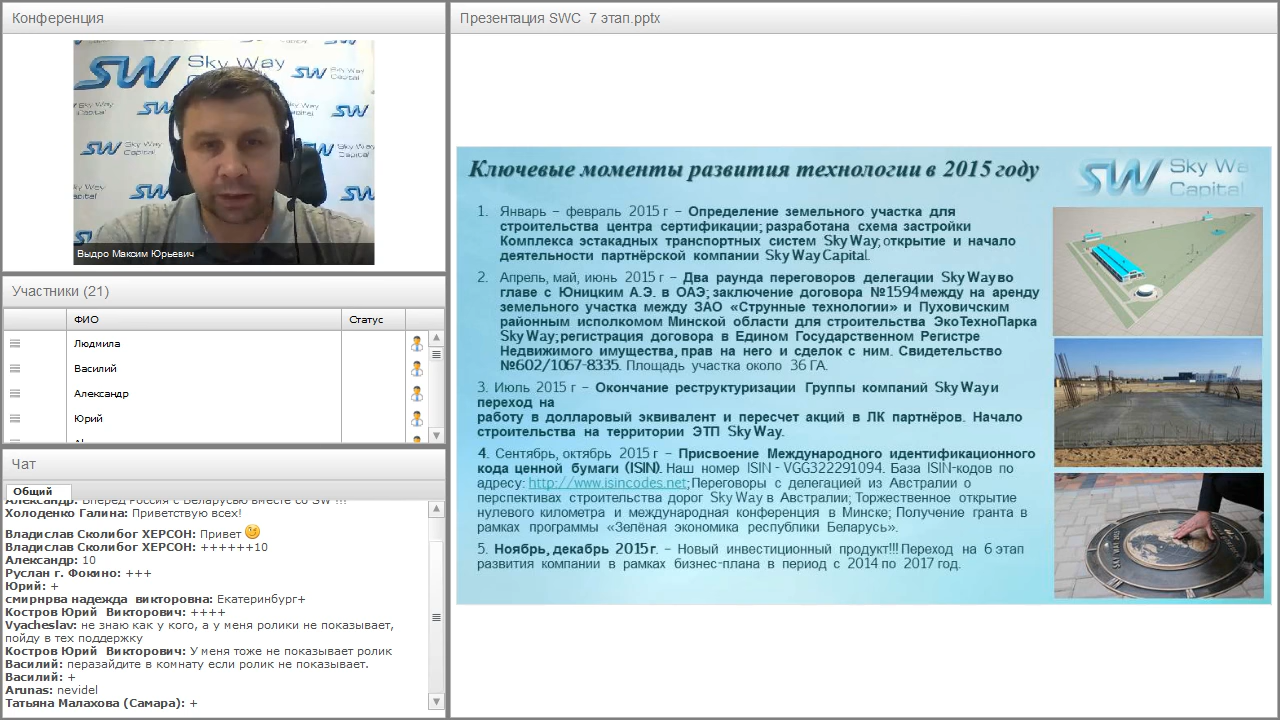 Конференция
Sky Way
Capital
Выдро Максим Юрьевич
Участники (21)
ФИО
Статус
Людмила
Василий
Александр
Юрий
Чат
Общий
Александр: Вперед Россия с Беларусью вместе со SW !!!
Холоденко Галина: Приветствую всех!
Владислав Сколибог ХЕРСОН: Привет
Владислав Сколибог ХЕРСОН: ++++++10
Александр: 10
Руслан г. Фокино: +++
Юрий: +
смирнрва надежда викторовна: Екатеринбург+
Костров Юрий Викторович: ++++
Vyacheslav: не знаю как у кого, а у меня ролики не показывает,
пойду в тех поддержку
Костров Юрий Викторович: У меня тоже не показывает ролик
Василий: перазайдите в комнату если ролик не показывает.
Василий: +
Arunas: nevidel
Татьяна Малахова (Самара): +
Презентация SWC 7 этап.pptx
Ключевые моменты развития технологии в 2015 году
SW Sky Wa
Capital
1. Январь – февраль 2015 г – Определение земельного участка для
строительства центра сертификации; разработана схема застройки
Комплекса эстакадных транспортных систем Sky Way; открытие и начало
деятельности партнёрской компании Sky Way Capital.
2. Апрель, май, июнь 2015 г – Два раунда переговоров делегации Sky Way во
главе с Юницким А.Э. в ОАЭ; заключение договора №1594 между на аренду
земельного участка между ЗАО «Струнные технологии» и Пуховичским
районным исполкомом Минской области для строительства ЭкоТехноПарка
Sky Way; регистрация договора в Едином Государственном Регистре
Недвижимого имущества, прав на него и сделок с ним. Свидетельство
№602/1067-8335. Площадь участка около 36 ГА.
3. Июль 2015 г – Окончание реструктуризации Группы компаний Sky Way и
переход на
работу в долларовый эквивалент и пересчет акций в ЛК партнёров. Начало
строительства на территории ЭТП Sky Way.
4. Сентябрь, октябрь 2015 г – Присвоение Международного идентификационного
кода ценной бумаги (ISIN). Наш номер ISIN - VGG322291094. База ISIN-кодов по
адресу: http://www.isincodes.net; Переговоры с делегацией из Австралии о
перспективах строительства дорог Sky Way в Австралии; Торжественное открытие
нулевого километра и международная конференция в Минске; Получение гранта в
рамках программы «Зелёная экономика республики Беларусь».
5. Ноябрь, декабрь 2015 г. – Новый инвестиционный продукт!!! Переход на 6 этап
развития компании в рамках бизнес-плана в период с 2014 по 2017 год.